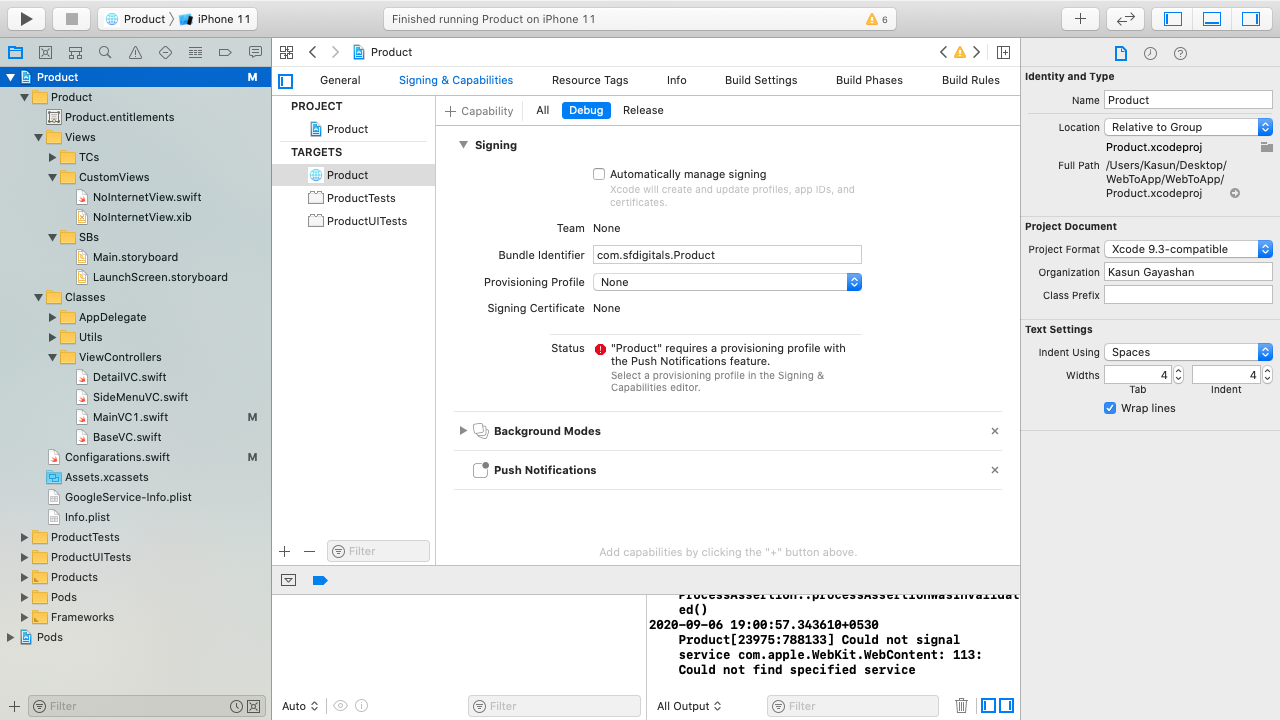 Product
iPhone 11
Finished running Product on iPhone 11
6
Product
M
Product
Product.entitlements
Views
TCs
CustomViews
NoInternetView.swift
NoInternetView.xib
SBs
Main.storyboard
LaunchScreen.storyboard
Classes
AppDelegate
Utils
ViewControllers
DetailVC.swift
SideMenuVC.swift
MainVC1.swift
M
BaseVC.swift
Configarations.swift
M
Assets.xcassets
GoogleService-Info.plist
Info.plist
ProductTests
ProductUITests
Products
Pods
Frameworks
Pods
Filter
Product
General
Signing & Capabilities
Resource Tags
Info
Build Settings
Build Phases
Build Rules
PROJECT
Product
TARGETS
Product
ProductTests
ProductUITests
Filter
Capability
All
Debug
Release
Signing
Automatically manage signing
Xcode will create and update profiles, app IDs, and
certificates.
Team
None
Bundle Identifier
com.sfdigitals.Product
Provisioning Profile
None
Signing Certificate
None
Status
"Product" requires a provisioning profile with
the Push Notifications feature.
Select a provisioning profile in the Signing &
Capabilities editor.
Background Modes
Push Notifications
Add capabilities by clicking the "+" button above.
ProcessAssertion::processAssertionWasInvalidat
ed()
2020-09-06 19:00:57.343610+0530
Product[23975:788133] Could not signal
service com.apple.WebKit.WebContent: 113:
Could not find specified service
Auto
Filter
All Output
Filter
Identity and Type
Name
Product
Location
Relative to Group
Product.xcodeproj
Full Path
/Users/Kasun/Desktop/
WebToApp/WebToApp/
Product.xcodeproj
Project Document
Project Format
Xcode 9.3-compatible
Organization
Kasun Gayashan
Class Prefix
Text Settings
Indent Using
Spaces
Widths
4
4
Tab
Indent
Wrap lines